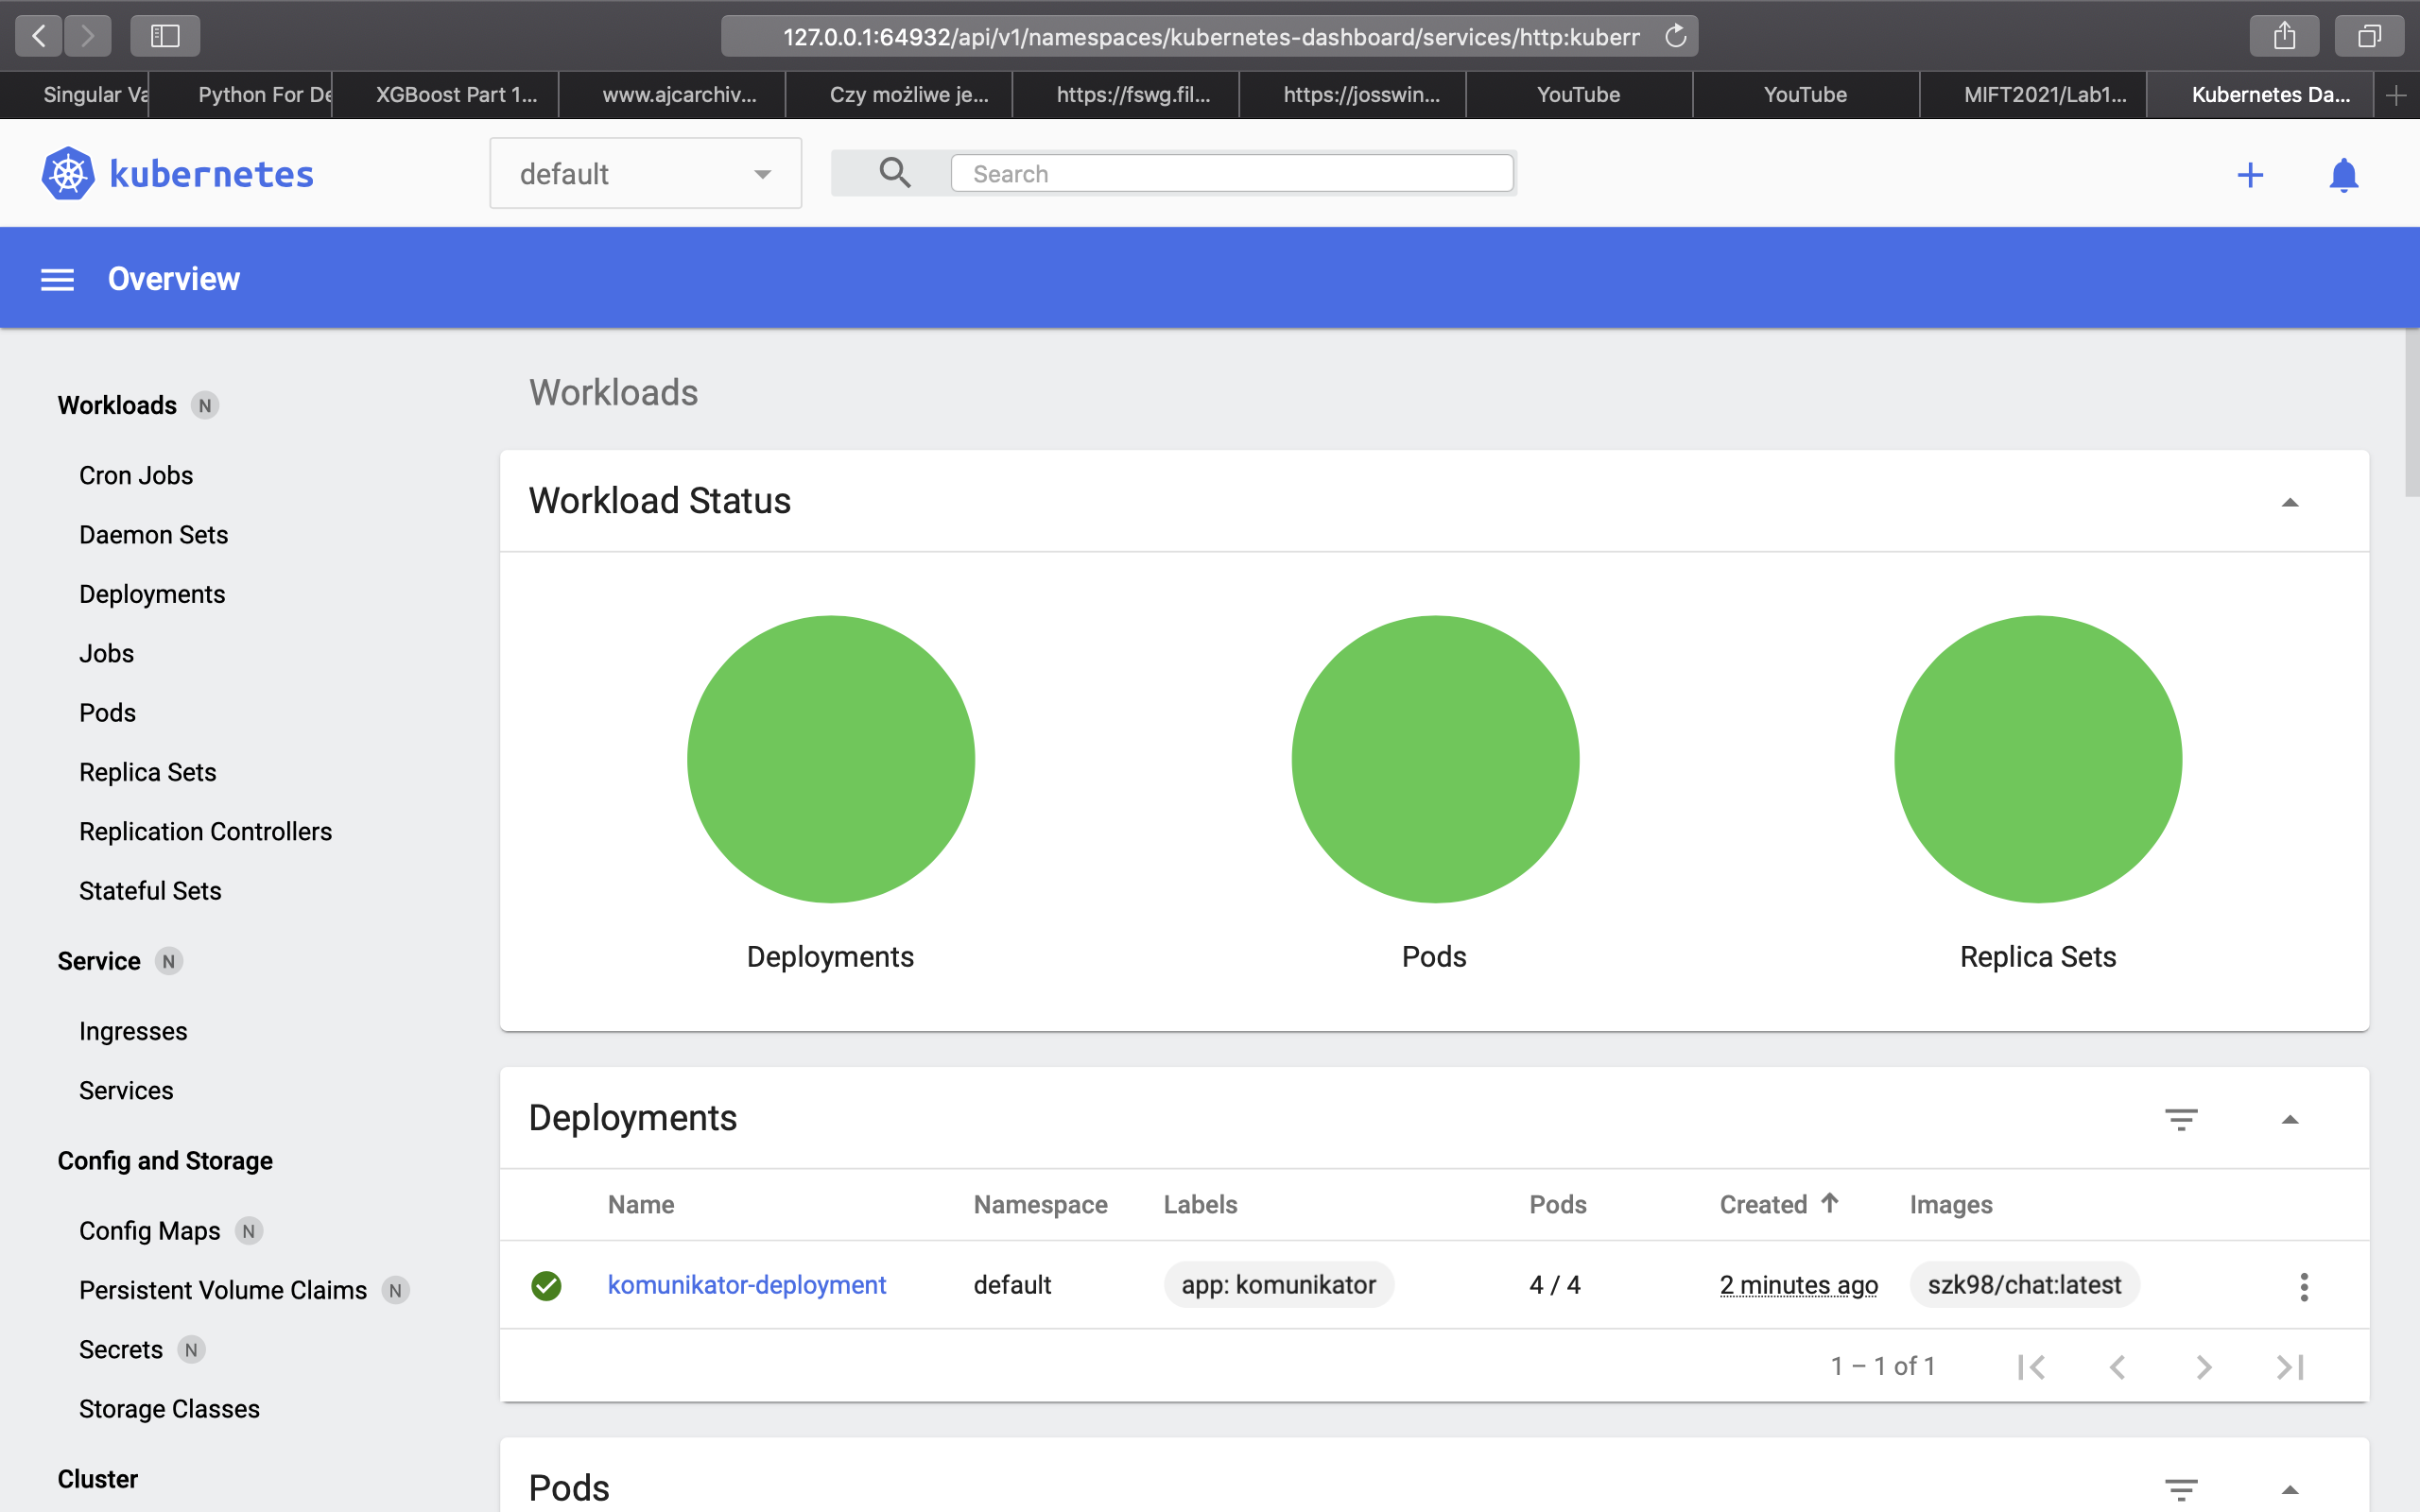 127.0.0.1:64932/api/v1/namespaces/kubernetes-dashboard/services/http:kuberr
Singular Va
Python For De
XGBoost Part 1...
www.ajcarchiv...
Czy możliwe je...
https://fswg.fil...
https://josswin...
YouTube
YouTube
MIFT2021/Lab1...
Kubernetes Da...
kubernetes
default
Search
Overview
Workloads N
Cron Jobs
Daemon Sets
Deployments
Jobs
Pods
Replica Sets
Replication Controllers
Stateful Sets
Service N
Ingresses
Services
Config and Storage
Config Maps N
Persistent Volume Claims N
Secrets N
Storage Classes
Cluster
Workloads
Workload Status
Deployments
Pods
Replica Sets
Deployments
Name Namespace Labels Pods Created Images
komunikator-deployment default app: komunikator 4 / 4 2 minutes ago szk98/chat:latest
1 – 1 of 1
Pods